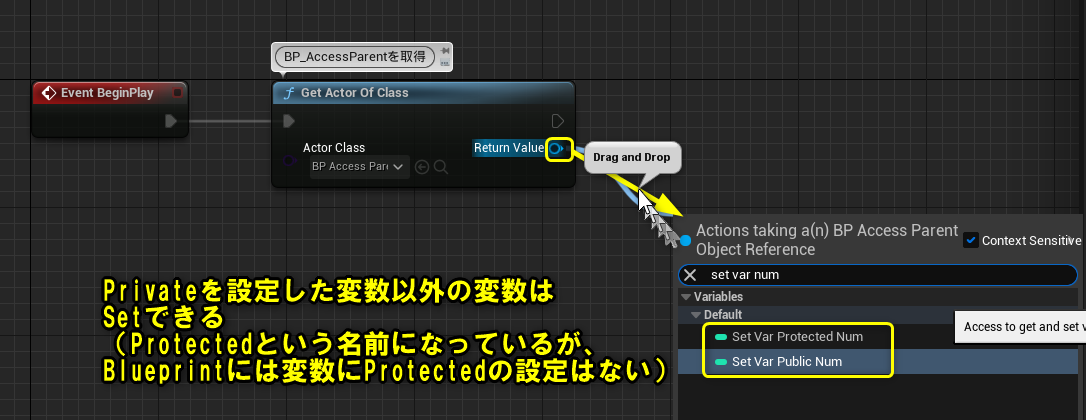 BP_AccessParentを取得
Event BeginPlay
Get Actor Of Class
Actor Class
BP Access Pare
Return Value
Drag and Drop
Actions taking a(n) BP Access Parent
Object Reference
Context Sensitive
set var num
Variables
Default
Set Var Protected Num
Set Var Public Num
Access to get and set v
Privateを設定した変数以外の変数は
Setできる
（Protectedという名前になっているが、
Blueprintには変数にProtectedの設定はない）